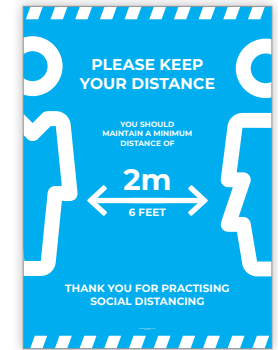 PLEASE KEEP
YOUR DISTANCE
YOU SHOULD
MAINTAIN A MINIMUM
DISTANCE OF
2m
6 FEET
THANK YOU FOR PRACTISING
SOCIAL DISTANCING